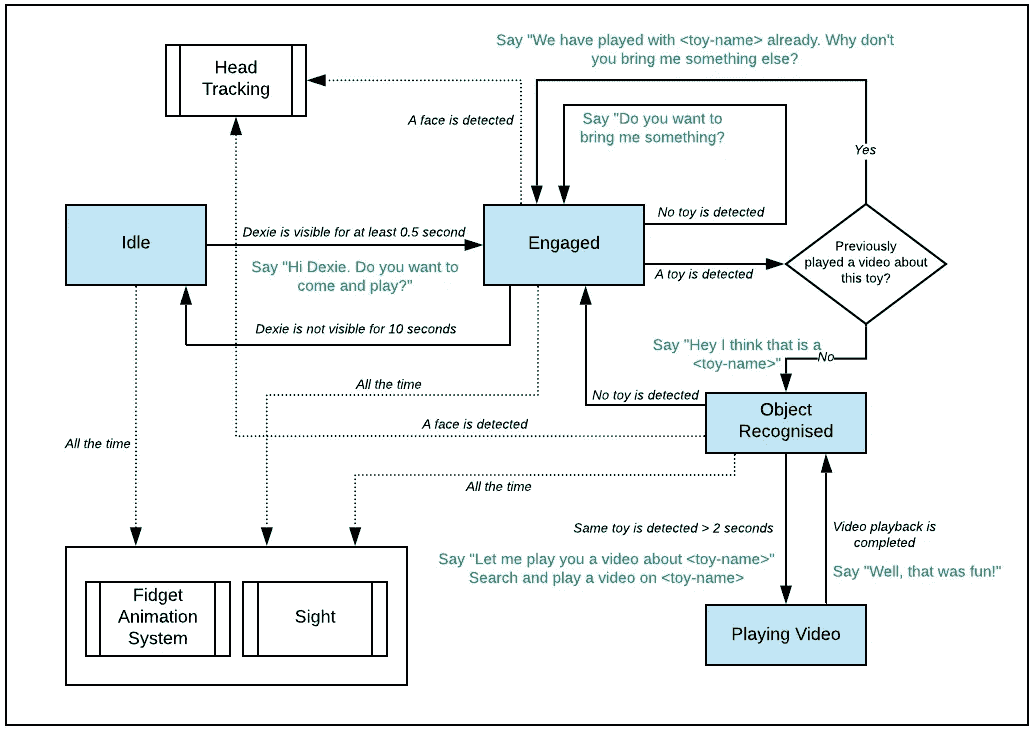 Say "We have played with <toy-name> already. Why don't
you bring me something else?
Head
Tracking
A face is detected
Say "Do you want to
bring me something?
Yes
Idle
Dexie is visible for at least 0.5 second
Say "Hi Dexie. Do you want to
come and play?"
Engaged
No toy is detected
A toy is detected
Previously
played a video about
this toy?
Dexie is not visible for 10 seconds
Say "Hey I think that is a
<toy-name>"
No
All the time
No toy is detected
Object
Recognised
A face is detected
All the time
All the time
Same toy is detected > 2 seconds
Say "Let me play you a video about <toy-name>"
Search and play a video on <toy-name>
Video playback is
completed
Say "Well, that was fun!"
Fidget
Animation
System
Sight
Playing Video